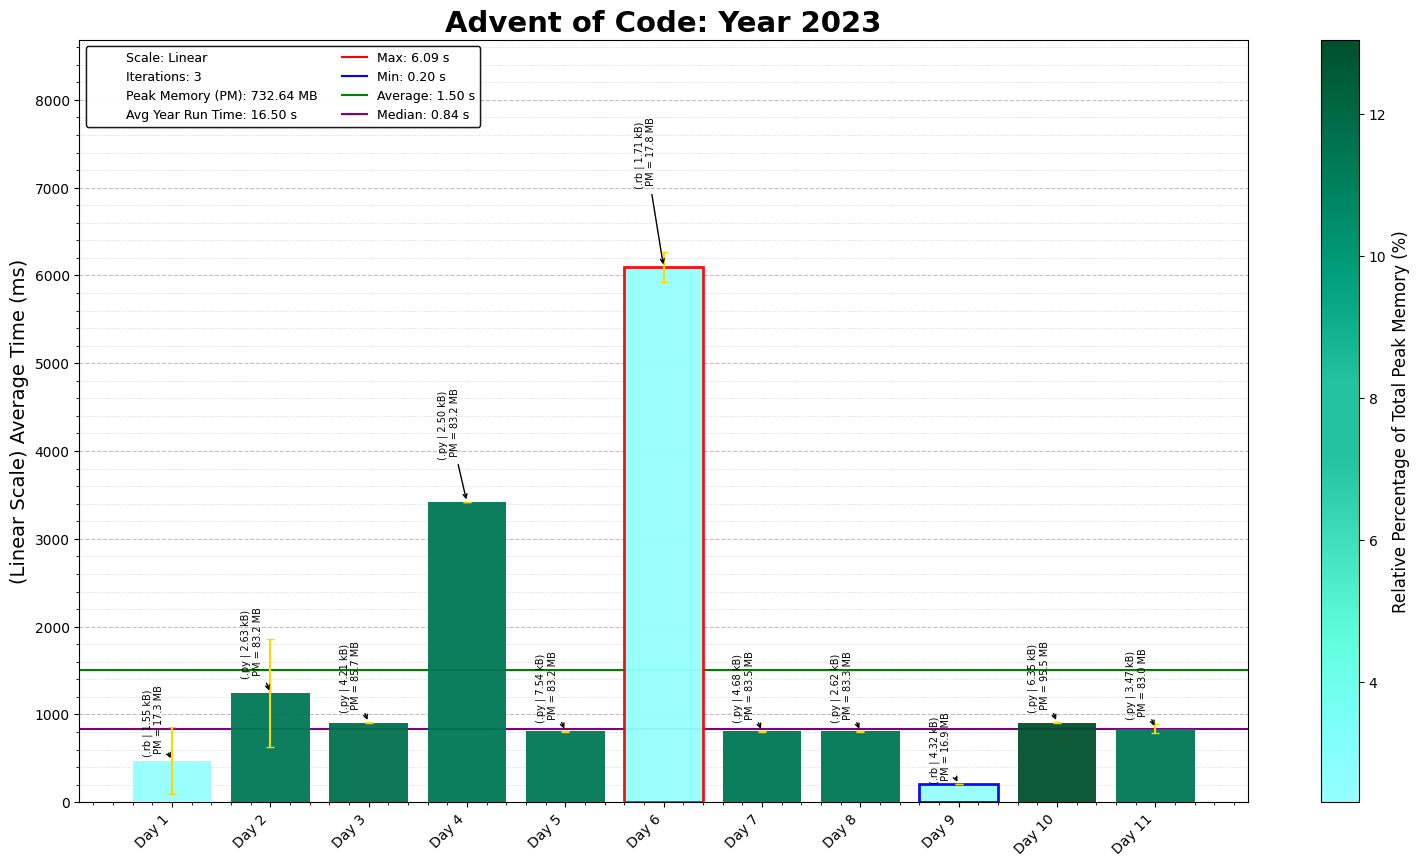 Advent of Code: Year 2023
Scale: Linear
Iterations: 3
Peak Memory (PM): 732.64 MB
Avg Year Run Time: 16.50 s
Max: 6.09 s
Min: 0.20 s
Average: 1.50 s
Median: 0.84 s
(Linear Scale) Average Time (ms)
8000
7000
6000
5000
4000
3000
2000
1000
0
(.rb | 1.55 kB)
PM = 17.3 MB
(.py | 2.63 kB)
PM = 83.2 MB
(.py | 4.21 kB)
PM = 85.7 MB
(.py | 2.50 kB)
PM = 83.2 MB
(.py | 7.54 kB)
PM = 83.2 MB
(.rb | 1.71 kB)
PM = 17.8 MB
(.py | 4.68 kB)
PM = 83.5 MB
(.py | 2.62 kB)
PM = 83.3 MB
(.rb | 4.32 kB)
PM = 16.9 MB
(.py | 6.35 kB)
PM = 95.5 MB
(.py | 3.47 kB)
PM = 83.0 MB
Day 1
Day 2
Day 3
Day 4
Day 5
Day 6
Day 7
Day 8
Day 9
Day 10
Day 11
12
10
8
6
4
Relative Percentage of Total Peak Memory (%)